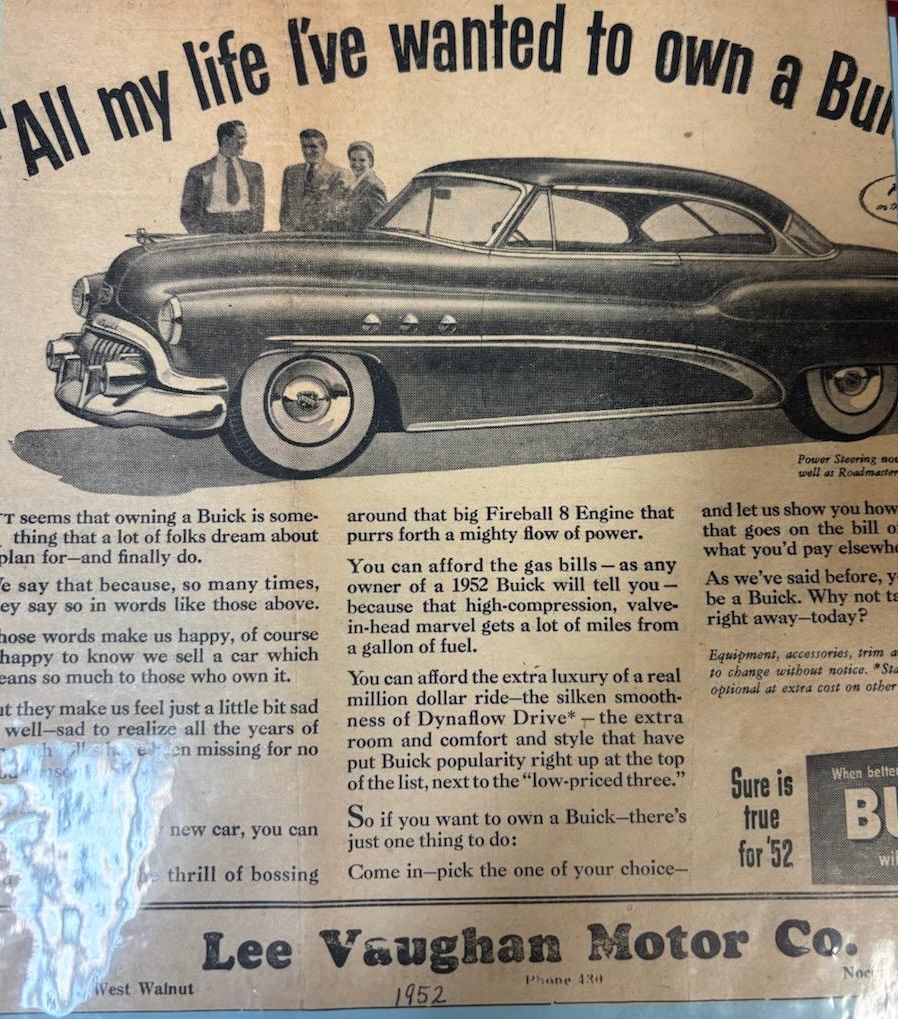 "All my life I've wanted to own a Bui
Power Steering now
well as Roadmaster
T seems that owning a Buick is some-
thing that a lot of folks dream about
plan for—and finally do.
e say that because, so many times,
ey say so in words like those above.
hose words make us happy, of course
happy to know we sell a car which
eans so much to those who own it.
ut they make us feel just a little bit sad
well—sad to realize all the years of
en missing for no
new car, you can
thrill of bossing
around that big Fireball 8 Engine that
purrs forth a mighty flow of power.
You can afford the gas bills — as any
owner of a 1952 Buick will tell you —
because that high-compression, valve-
in-head marvel gets a lot of miles from
a gallon of fuel.
You can afford the extra luxury of a real
million dollar ride—the silken smooth-
ness of Dynaflow Drive* — the extra
room and comfort and style that have
put Buick popularity right up at the top
of the list, next to the "low-priced three."
So if you want to own a Buick—there's
just one thing to do:
Come in—pick the one of your choice—
and let us show you how
that goes on the bill o
what you'd pay elsewhe
As we've said before, y
be a Buick. Why not ta
right away—today?
Equipment, accessories, trim a
to change without notice. *Sta
optional at extra cost on other
Sure is
true
for '52
When better
BU
wil
Lee Vaughan Motor Co.
West Walnut
Phone 430
1952